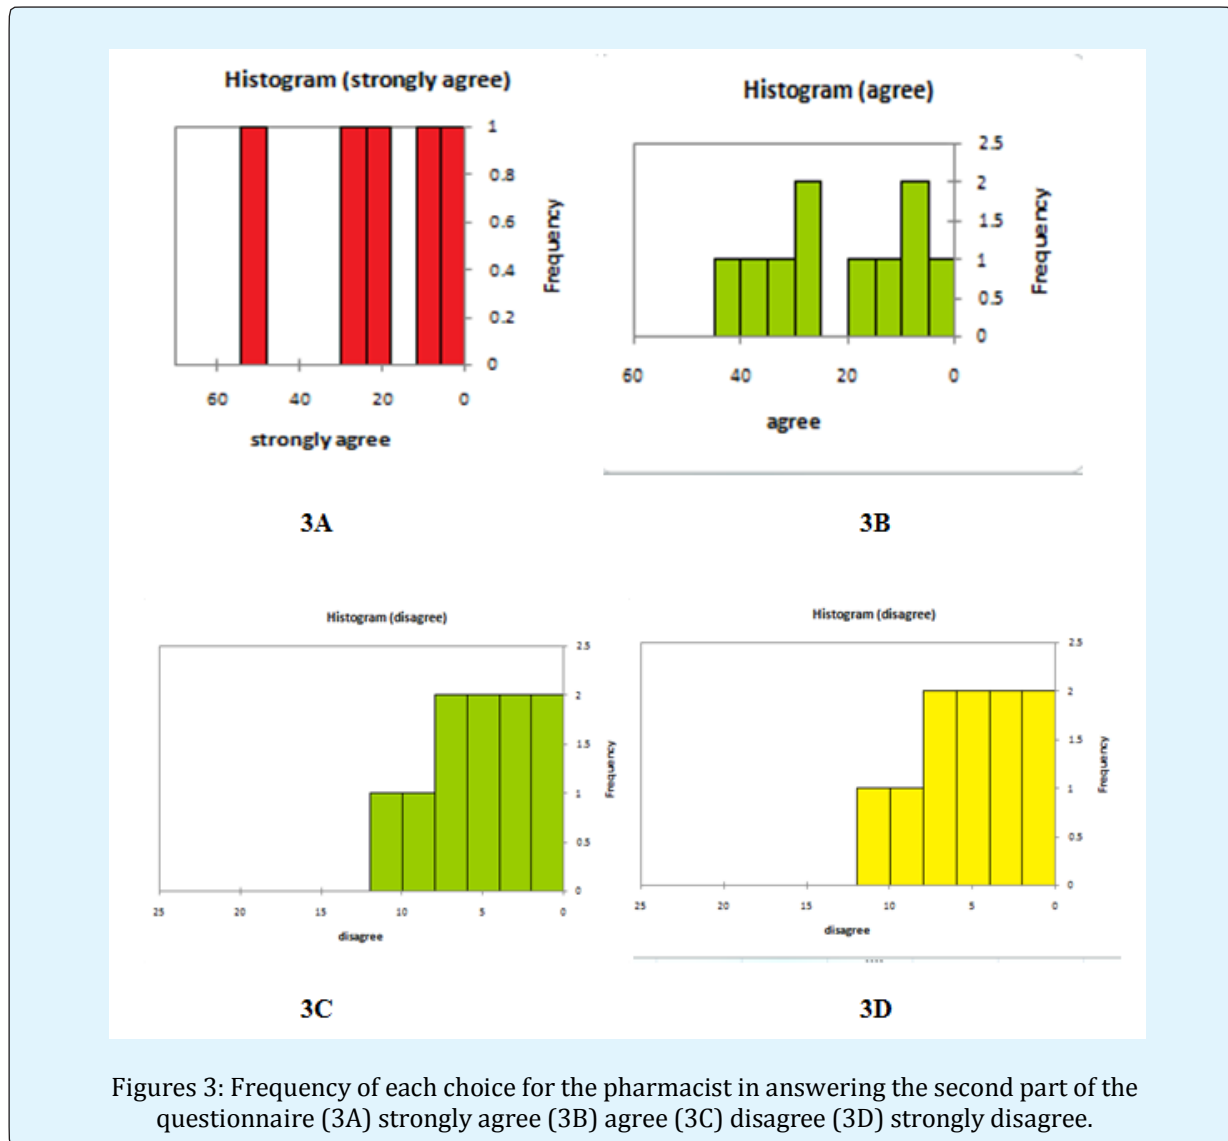 Histogram (strongly agree)
1
0.8
0.6
0.4
0.2
0
Frequency
60 40 20 0
strongly agree
3A
Histogram (agree)
2.5
2
1.5
1
0.5
0
Frequency
60 40 20 0
agree
3B
Histogram (disagree)
2.5
2
1.5
1
0.5
0
Frequency
25 20 15 10 5 0
disagree
3C
Histogram (disagree)
2.5
2
1.5
1
0.5
0
Frequency
25 20 15 10 5 0
disagree
3D
Figures 3: Frequency of each choice for the pharmacist in answering the second part of the
questionnaire (3A) strongly agree (3B) agree (3C) disagree (3D) strongly disagree.